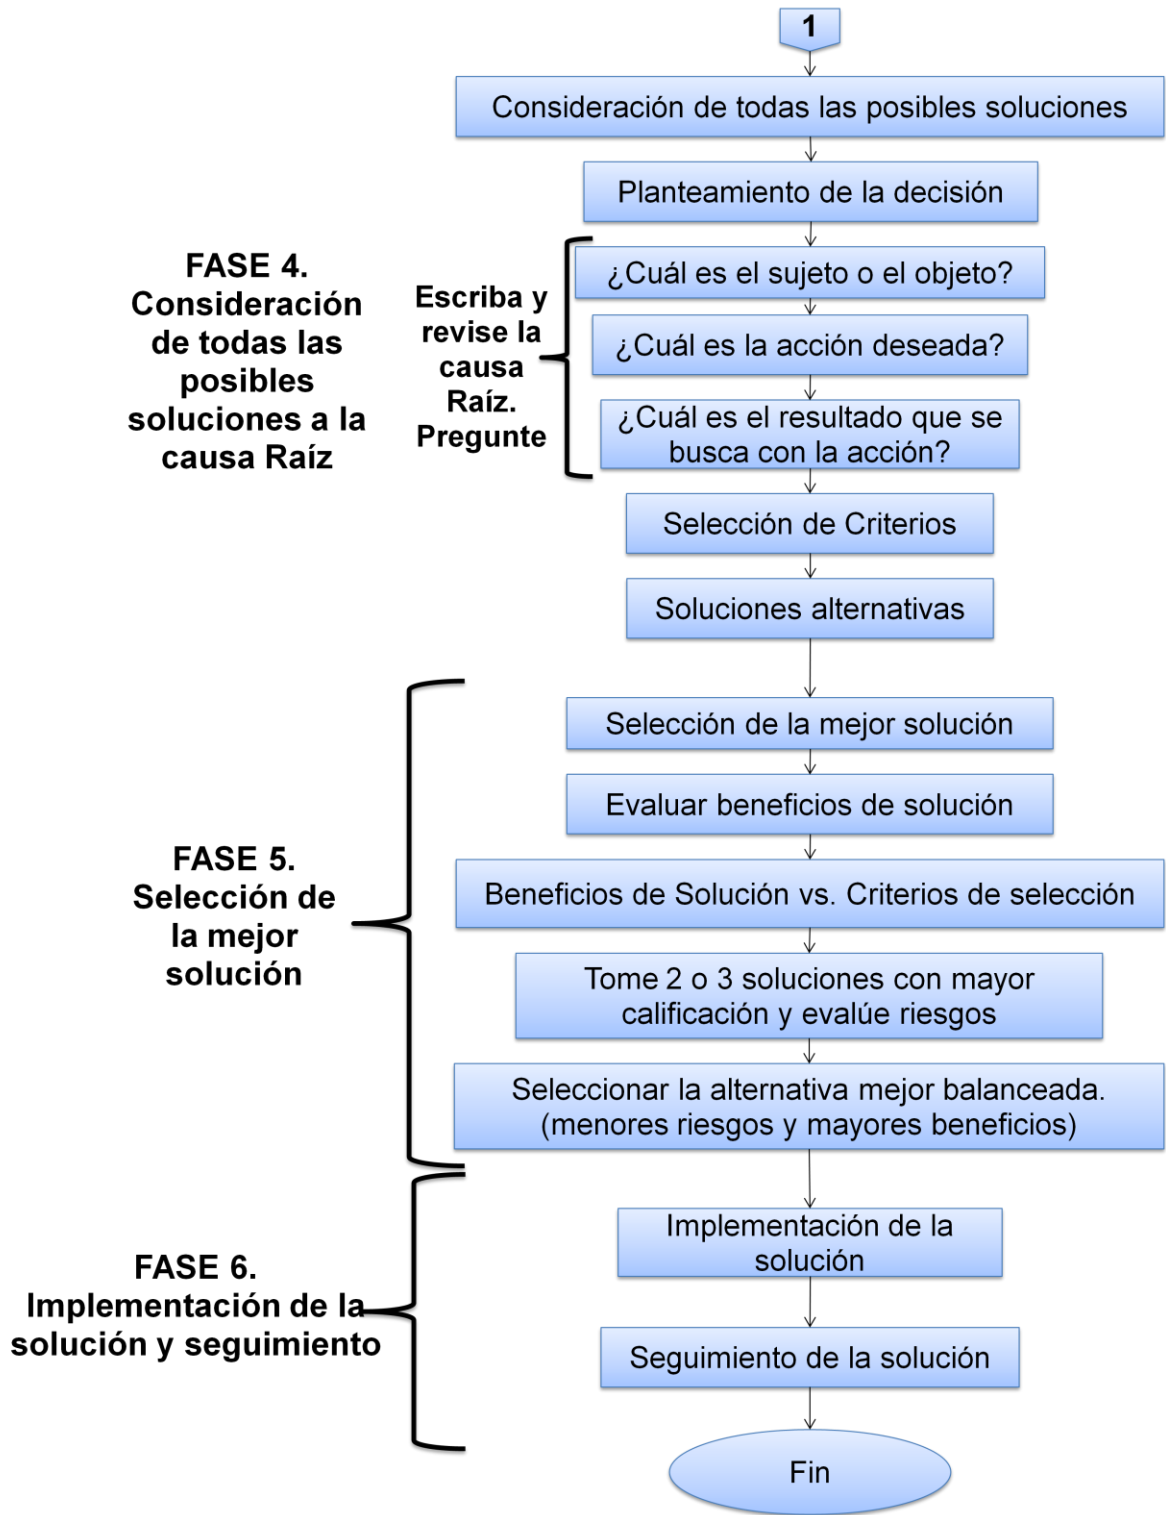 1
Consideración de todas las posibles soluciones
Planteamiento de la decisión
FASE 4.
Consideración
de todas las
posibles
soluciones a la
causa Raíz
Escriba y
revise la
causa
Raíz.
Pregunte
¿Cuál es el sujeto o el objeto?
¿Cuál es la acción deseada?
¿Cuál es el resultado que se
busca con la acción?
Selección de Criterios
Soluciones alternativas
FASE 5.
Selección de
la mejor
solución
Selección de la mejor solución
Evaluar beneficios de solución
Beneficios de Solución vs. Criterios de selección
Tome 2 o 3 soluciones con mayor
calificación y evalúe riesgos
Seleccionar la alternativa mejor balanceada.
(menores riesgos y mayores beneficios)
FASE 6.
Implementación de la
solución y seguimiento
Implementación de la
solución
Seguimiento de la solución
Fin